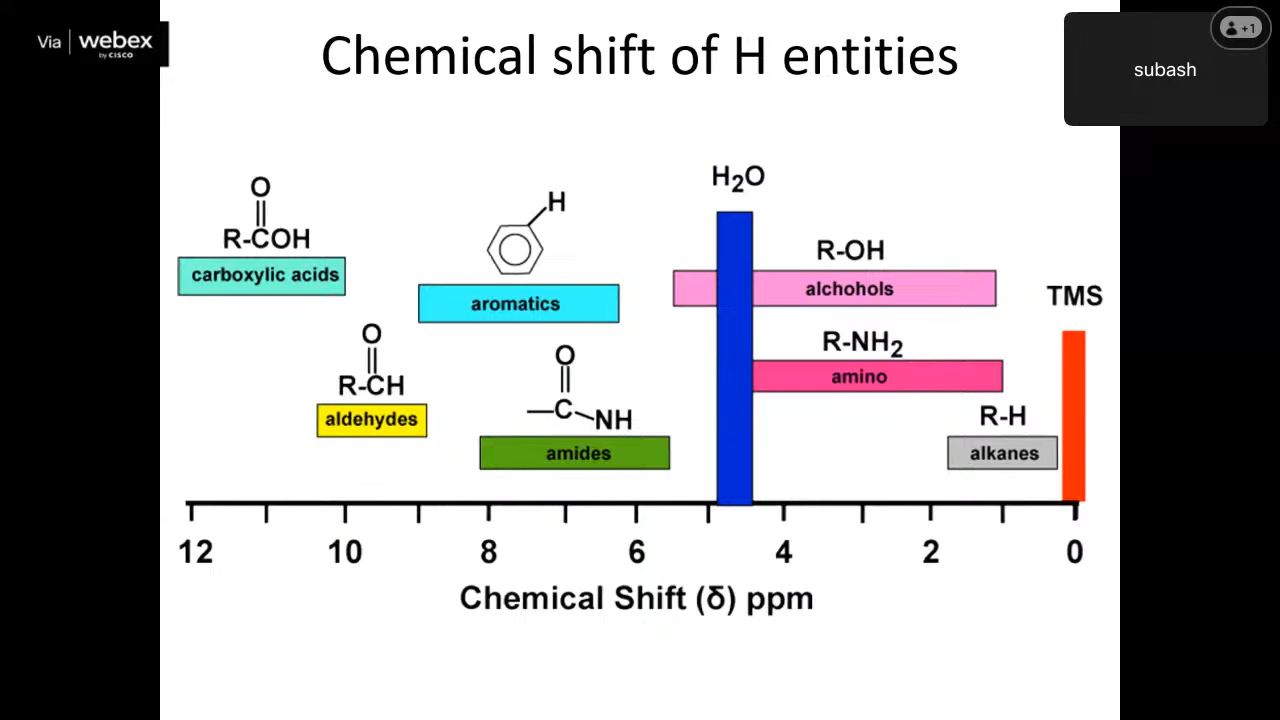 Via webex
by CISCO
Chemical shift of H entities
+1
subash
H₂O
O
R-COH
carboxylic acids
H
aromatics
R-OH
alchohols
TMS
O
R-CH
aldehydes
O
C NH
amides
R-NH₂
amino
R-H
alkanes
12 10 8 6 4 2 0
Chemical Shift (δ) ppm